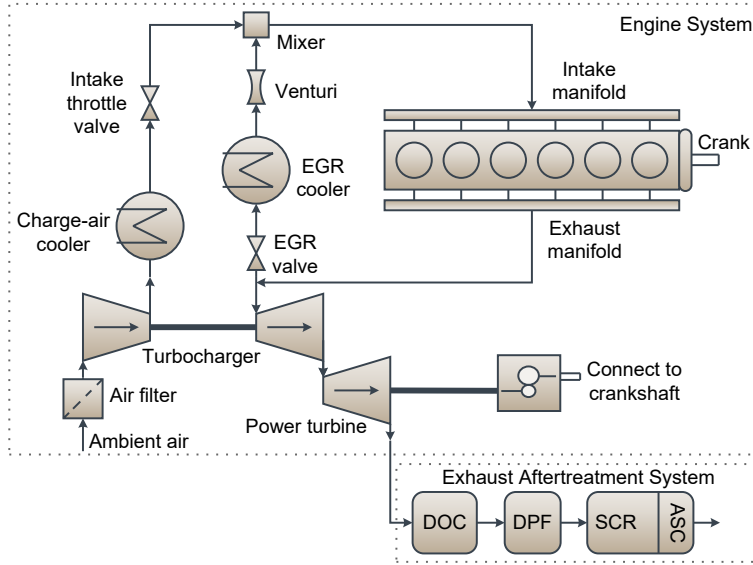 Engine System
Mixer
Intake
throttle
valve
Venturi
Intake
manifold
Crank
EGR
cooler
Charge-air
cooler
EGR
valve
Exhaust
manifold
Turbocharger
Air filter
Connect to
crankshaft
Power turbine
Ambient air
Exhaust Aftertreatment System
DOC
DPF
SCR
ASC